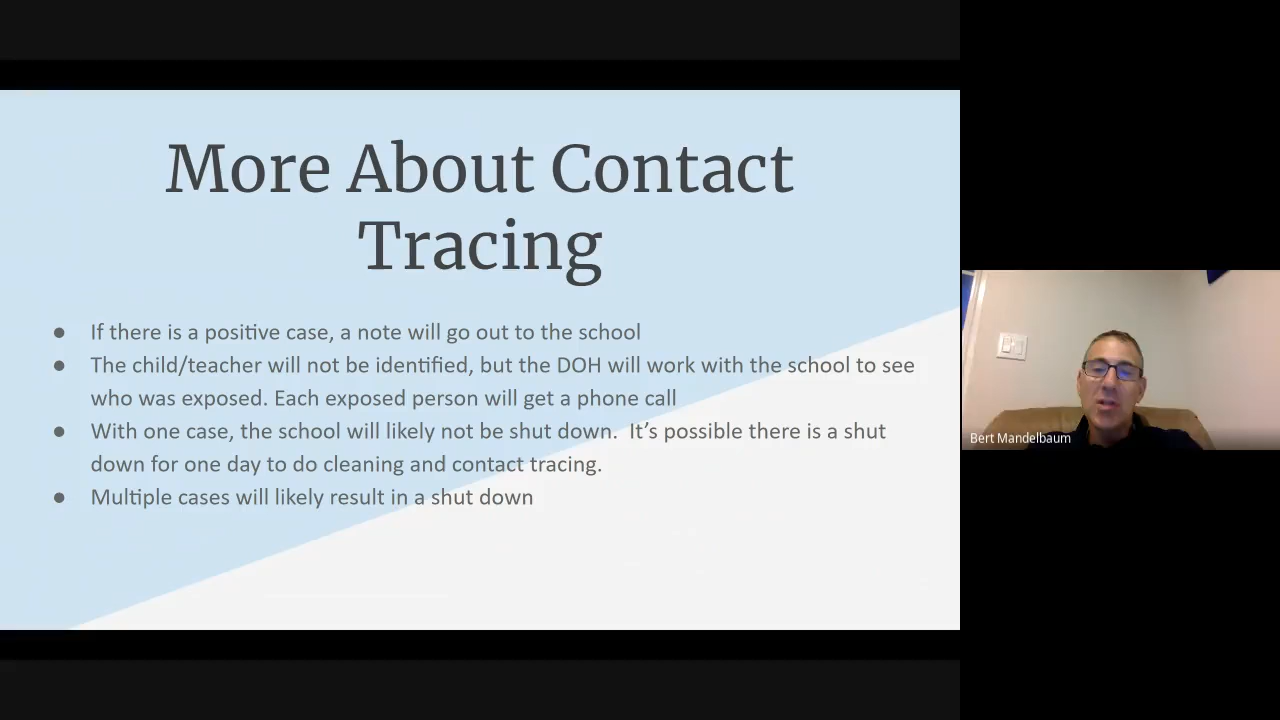 More About Contact
Tracing
● If there is a positive case, a note will go out to the school
● The child/teacher will not be identified, but the DOH will work with the school to see
who was exposed. Each exposed person will get a phone call
● With one case, the school will likely not be shut down.  It’s possible there is a shut
down for one day to do cleaning and contact tracing.
● Multiple cases will likely result in a shut down
Bert Mandelbaum